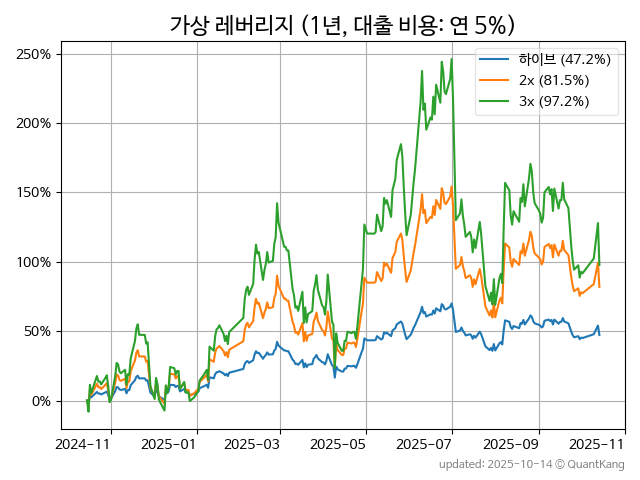 가상 레버리지 (1년, 대출 비용: 연 5%)
하이브 (47.2%)
2x (81.5%)
3x (97.2%)
250%
200%
150%
100%
50%
0%
2024-11 2025-01 2025-03 2025-05 2025-07 2025-09 2025-11
updated: 2025-10-14 © QuantKang